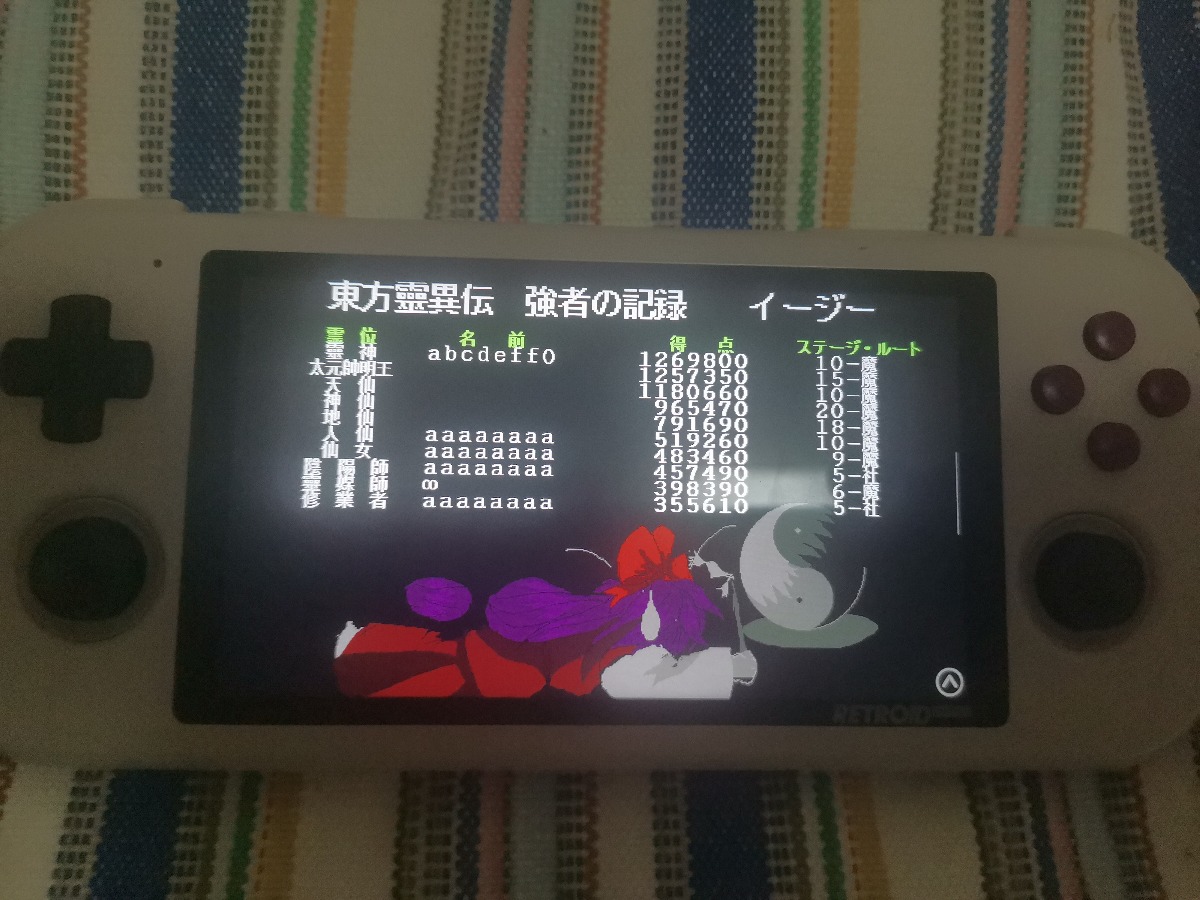 東方靈異伝 強者の記録 イージー
霊位 名前 得点 ステージ・ルート
霊神 abcdeff0 1269800 10-魔
太元帥明王 1257350 15-魔
天仙 1180660 10-魔
神仙 965470 20-魔
地仙 791690 18-魔
人仙 aaaaaaaa 519260 10-魔
仙女 aaaaaaaa 483460 9-魔
陰陽師 aaaaaaaa 457490 5-社
霊媒師 ∞ 398390 6-魔
修業者 aaaaaaaa 355610 5-社
RETROID